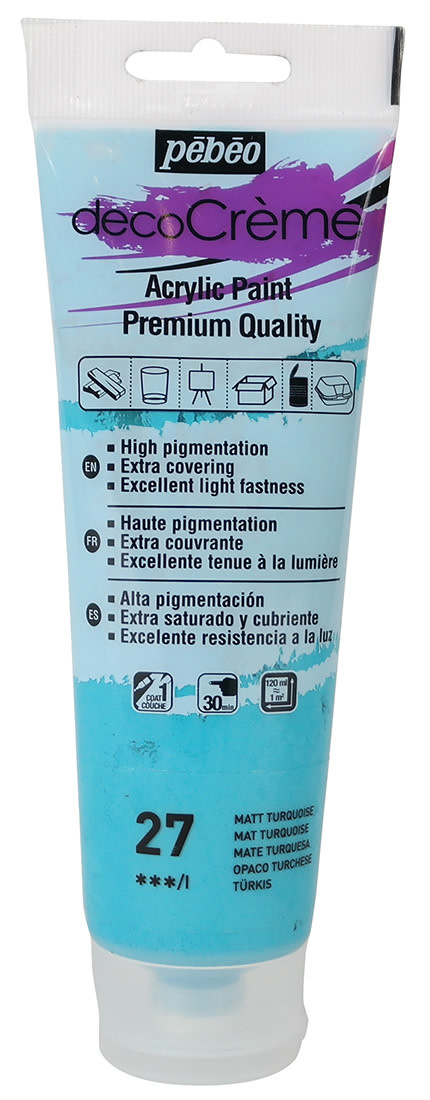 pébéo
decoCrème
Acrylic Paint
Premium Quality
EN
▪ High pigmentation
▪ Extra covering
▪ Excellent light fastness
FR
▪ Haute pigmentation
▪ Extra couvrante
▪ Excellente tenue à la lumière
ES
▪ Alta pigmentación
▪ Extra saturado y cubriente
▪ Excelente resistencia a la luz
1
COAT
COUCHE
30min
120 ml
≈
1 m²
27
***/I
MATT TURQUOISE
MAT TURQUOISE
MATE TURQUESA
OPACO TURCHESE
TÜRKIS